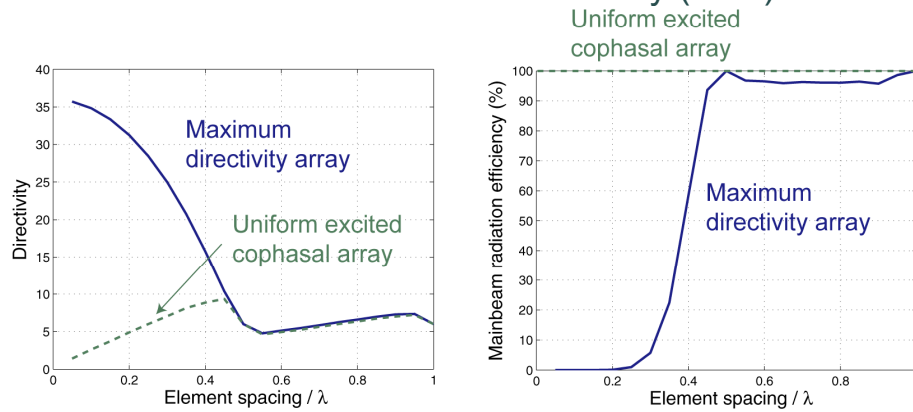 Uniform excited
cophasal array
40
35
30
25
20
15
10
5
0
Directivity
Maximum
directivity array
Uniform excited
cophasal array
0
0.2
0.4
0.6
0.8
1
Element spacing / λ
100
90
80
70
60
50
40
30
20
10
0
Mainbeam radiation efficiency (%)
Maximum
directivity array
0
0.2
0.4
0.6
0.8
Element spacing / λ